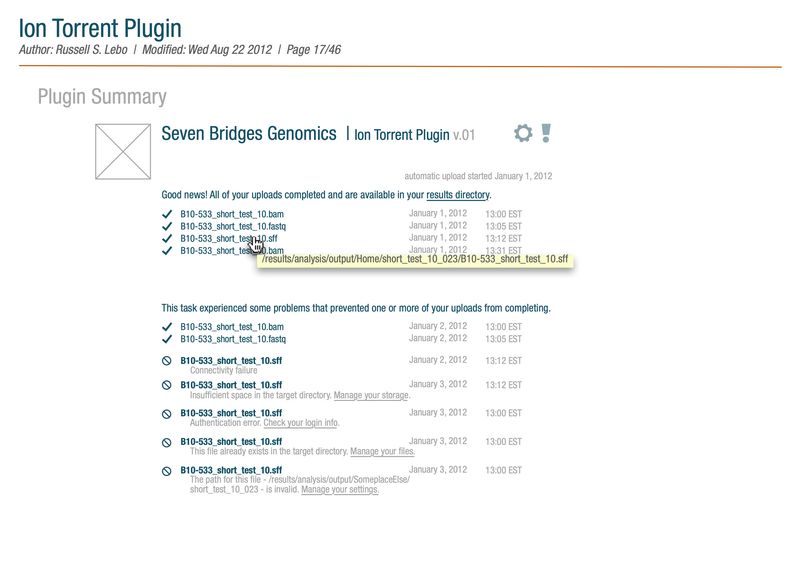 Ion Torrent Plugin
Author: Russell S. Lebo | Modified: Wed Aug 22 2012 | Page 17/46
Plugin Summary
Seven Bridges Genomics | Ion Torrent Plugin v.01
automatic upload started January 1, 2012
Good news! All of your uploads completed and are available in your results directory.
B10-533_short_test_10.bam January 1, 2012 13:00 EST
B10-533_short_test_10.fastq January 1, 2012 13:05 EST
B10-533_short_test_10.sff January 1, 2012 13:12 EST
B10-533_short_test_10.bam January 1, 2012 13:31 EST
/results/analysis/output/Home/short_test_10_023/B10-533_short_test_10.sff
This task experienced some problems that prevented one or more of your uploads from completing.
B10-533_short_test_10.bam January 2, 2012 13:00 EST
B10-533_short_test_10.fastq January 2, 2012 13:05 EST
B10-533_short_test_10.sff January 2, 2012 13:12 EST
Connectivity failure
B10-533_short_test_10.sff January 3, 2012 13:12 EST
Insufficient space in the target directory. Manage your storage.
B10-533_short_test_10.sff January 3, 2012 13:00 EST
Authentication error. Check your login info.
B10-533_short_test_10.sff January 3, 2012 13:00 EST
This file already exists in the target directory. Manage your files.
B10-533_short_test_10.sff January 3, 2012 13:00 EST
The path for this file - /results/analysis/output/SomeplaceElse/
short_test_10_023 - is invalid. Manage your settings.